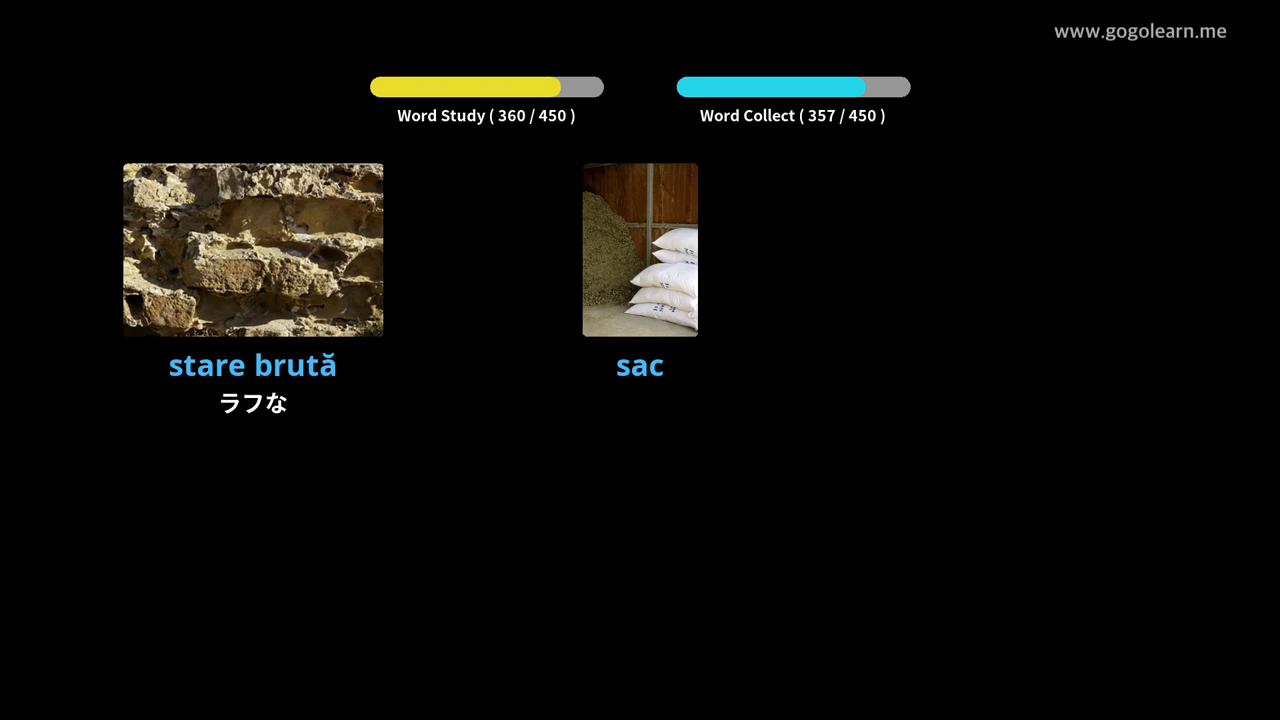 www.gogolearn.me
Word Study ( 360 / 450 )
Word Collect ( 357 / 450 )
stare brută
ラフな
sac